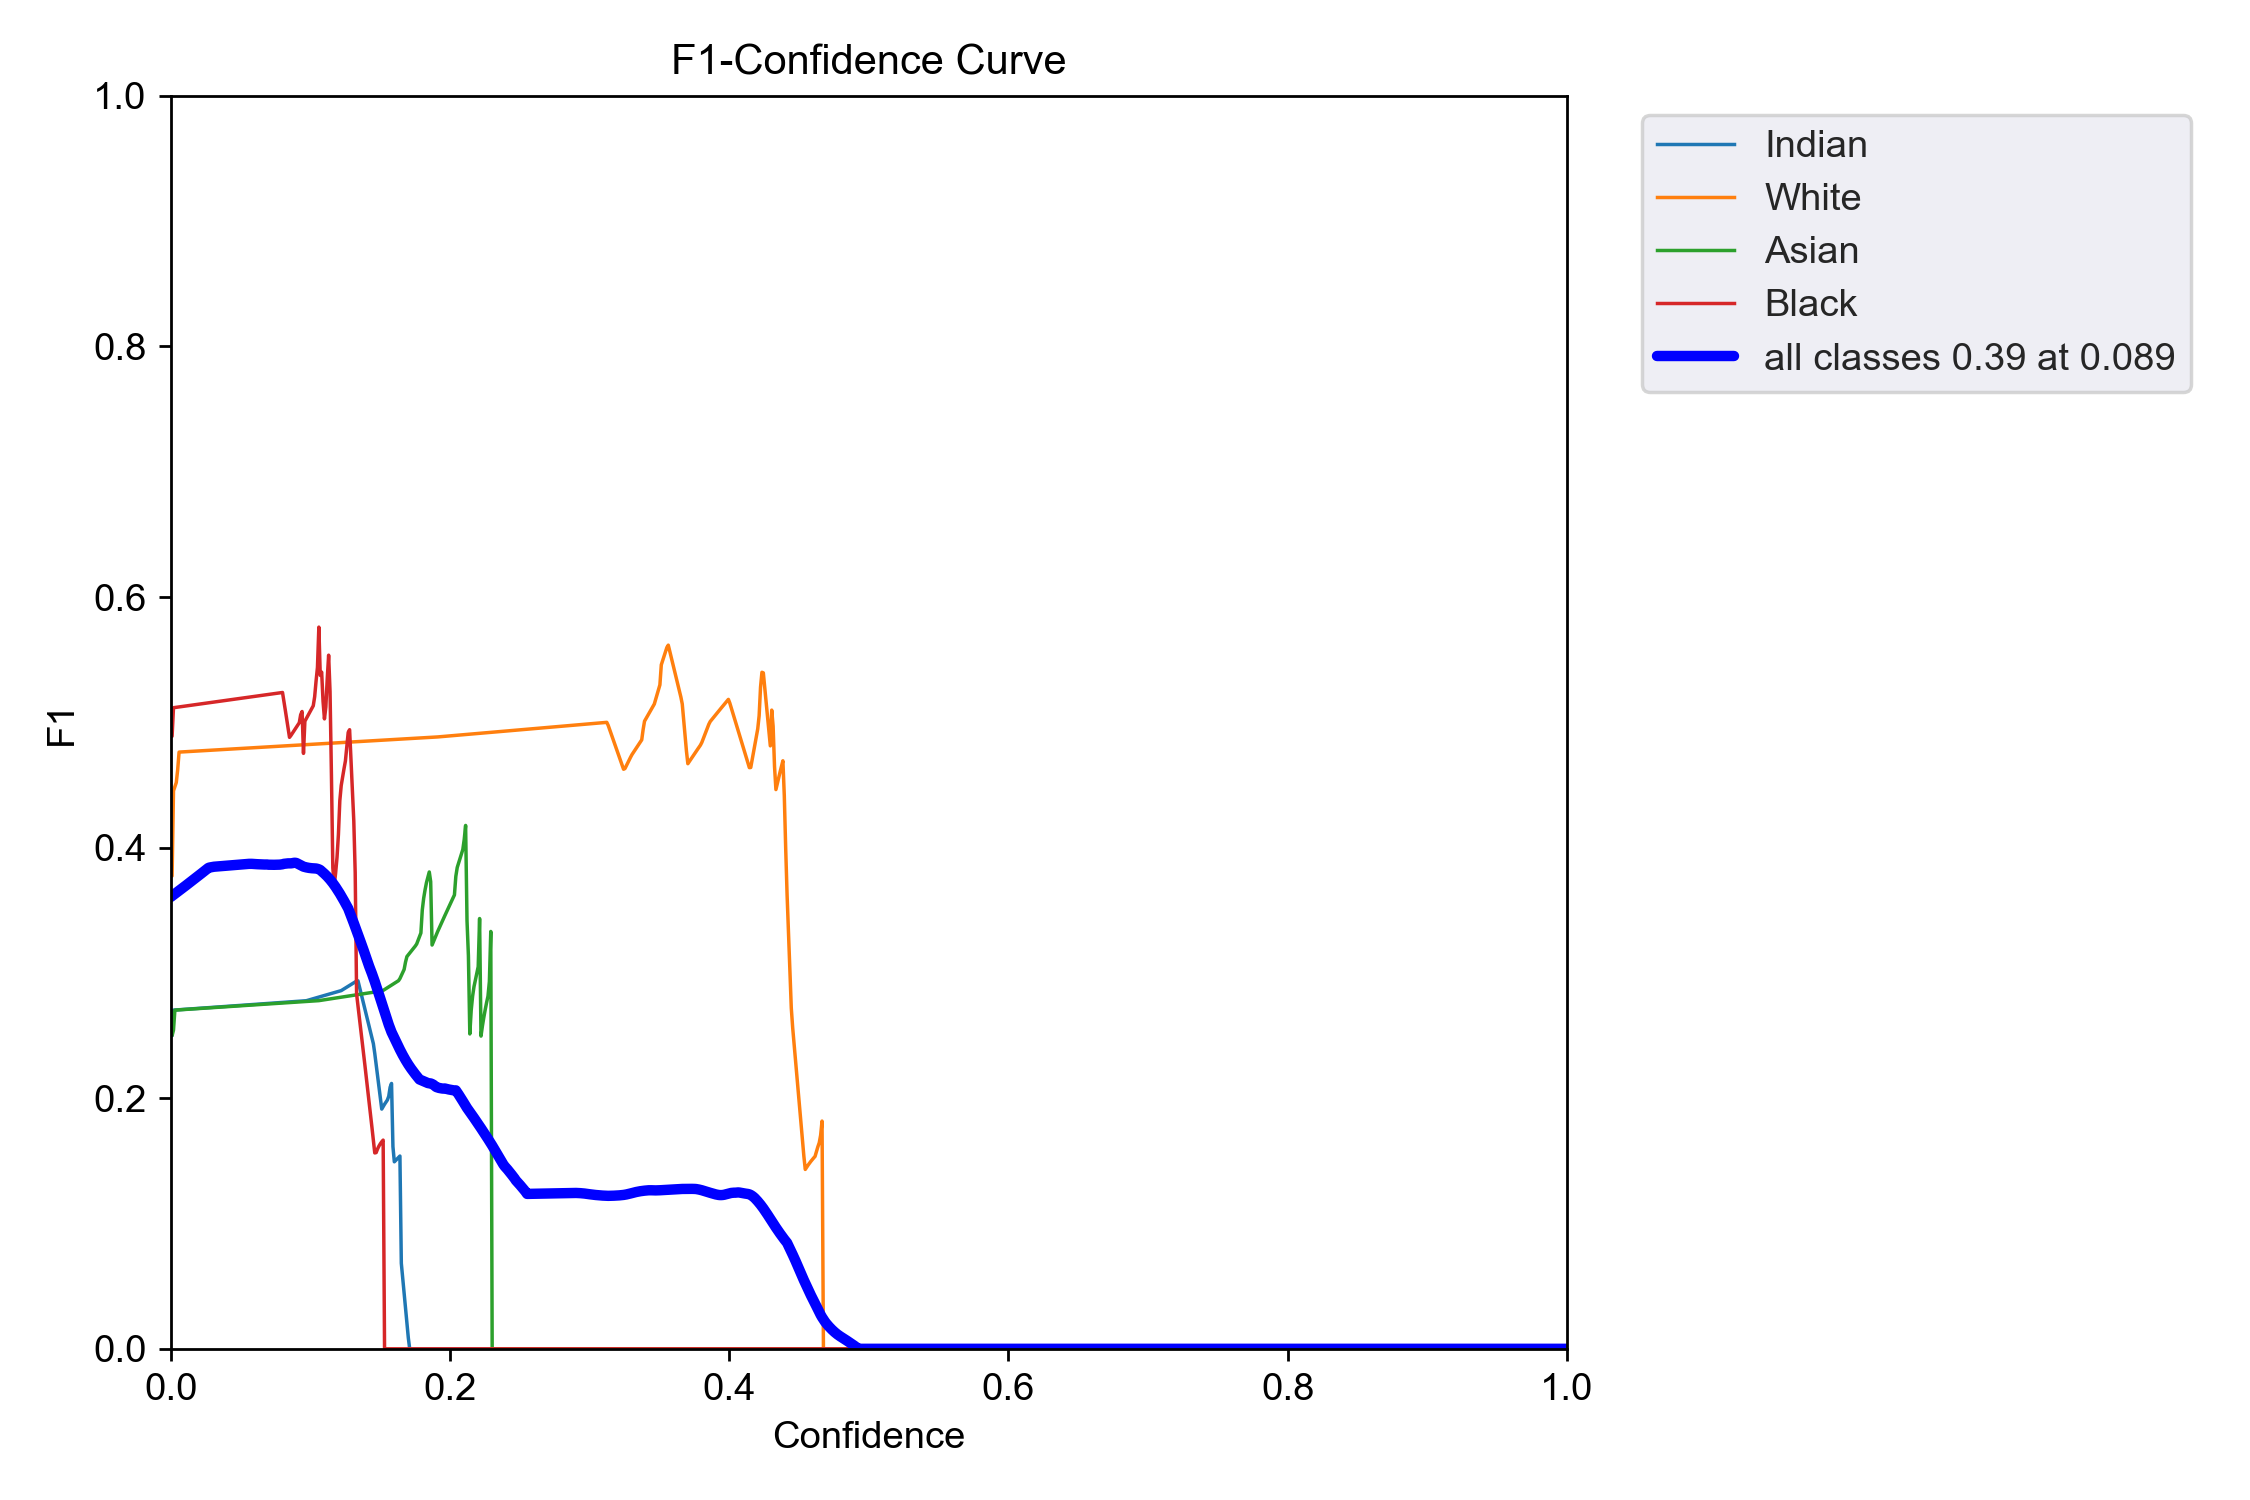 F1-Confidence Curve
1.0
0.8
0.6
0.4
0.2
0.0
F1
0.0 0.2 0.4 0.6 0.8 1.0
Confidence
Indian
White
Asian
Black
all classes 0.39 at 0.089